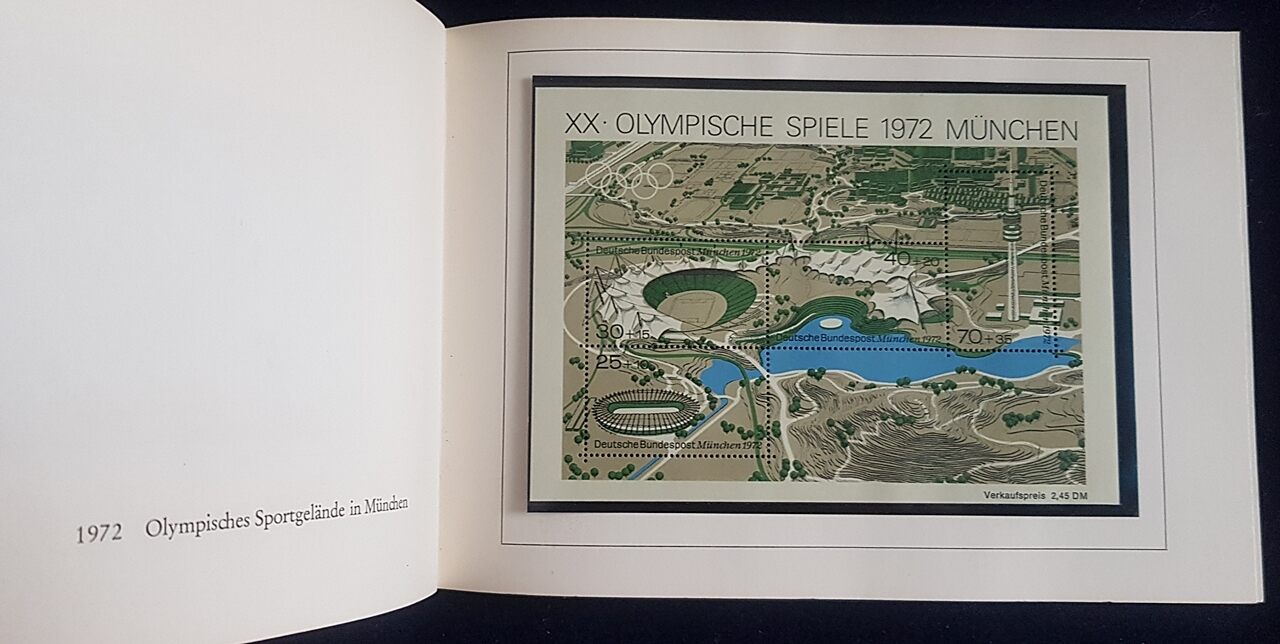 1972 Olympisches Sportgelände in München
XX. OLYMPISCHE SPIELE 1972 MÜNCHEN
Deutsche Bundespost München 1972
40+20
Deutsche Bundespost München 1972
30+15
Deutsche Bundespost München 1972
70+35
25+10
Deutsche Bundespost München 1972
Verkaufspreis 2,45 DM